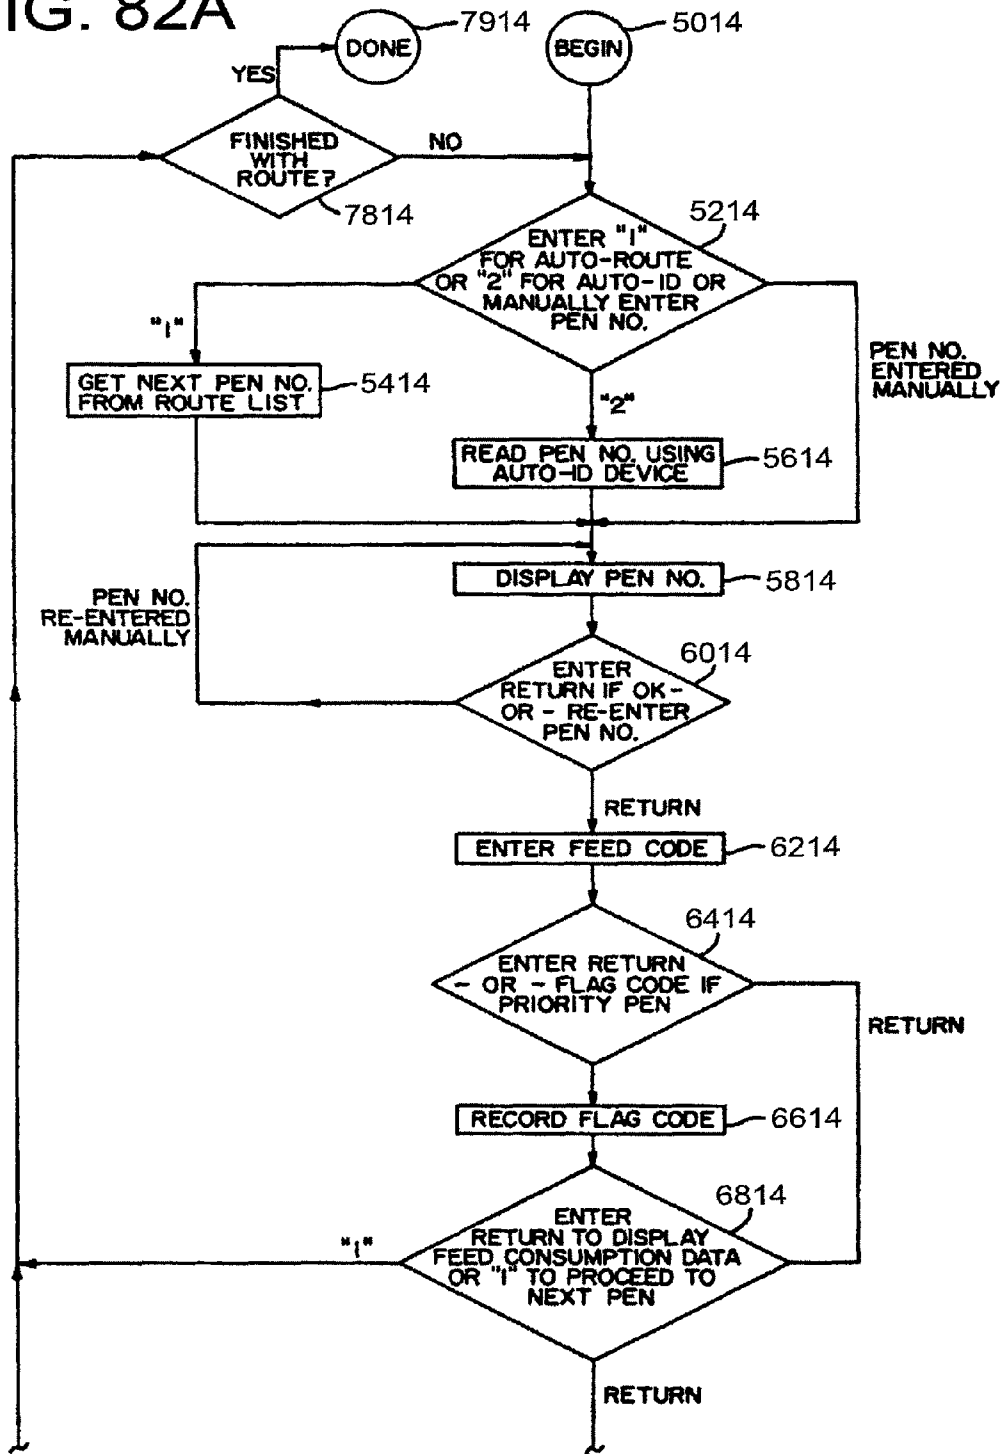 IG. 82A
7914
5014
DONE
BEGIN
YES
FINISHED
WITH
ROUTE?
NO
7814
5214
ENTER "1"
FOR AUTO-ROUTE
OR "2" FOR AUTO-ID OR
MANUALLY ENTER
PEN NO.
"1"
PEN NO.
ENTERED
MANUALLY
GET NEXT PEN NO.
FROM ROUTE LIST
5414
"2"
READ PEN NO. USING
AUTO-ID DEVICE
5614
DISPLAY PEN NO.
5814
PEN NO.
RE-ENTERED
MANUALLY
6014
ENTER
RETURN IF OK-
OR - RE-ENTER
PEN NO.
RETURN
ENTER FEED CODE
6214
6414
ENTER RETURN
- OR - FLAG CODE IF
PRIORITY PEN
RETURN
RECORD FLAG CODE
6614
6814
ENTER
RETURN TO DISPLAY
FEED CONSUMPTION DATA
OR "1" TO PROCEED TO
NEXT PEN
"1"
RETURN